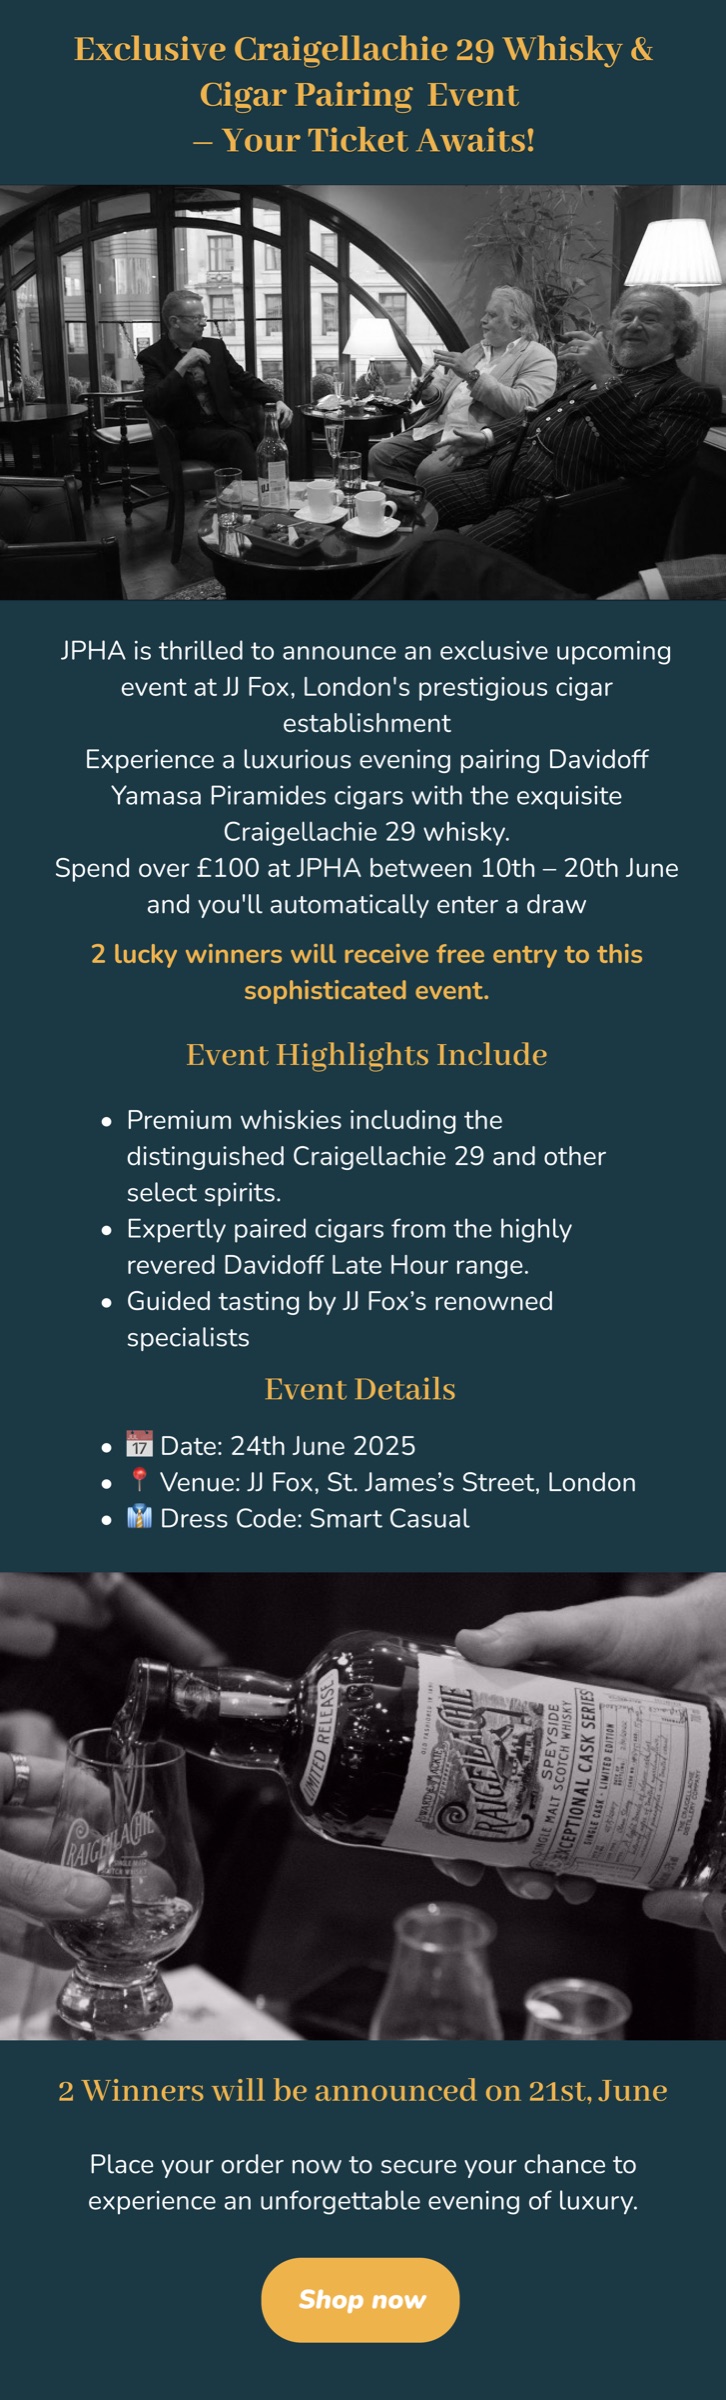 Exclusive Craigellachie 29 Whisky &
Cigar Pairing Event
– Your Ticket Awaits!
JPHA is thrilled to announce an exclusive upcoming
event at JJ Fox, London's prestigious cigar
establishment
Experience a luxurious evening pairing Davidoff
Yamasa Piramides cigars with the exquisite
Craigellachie 29 whisky.
Spend over £100 at JPHA between 10th – 20th June
and you'll automatically enter a draw
2 lucky winners will receive free entry to this
sophisticated event.
Event Highlights Include
• Premium whiskies including the
distinguished Craigellachie 29 and other
select spirits.
• Expertly paired cigars from the highly
revered Davidoff Late Hour range.
• Guided tasting by JJ Fox’s renowned
specialists
Event Details
• 📅 Date: 24th June 2025
• 📍 Venue: JJ Fox, St. James’s Street, London
• 👔 Dress Code: Smart Casual
LIMITED RELEASE
CRAIGELLACHIE
SPEYSIDE
SINGLE MALT SCOTCH WHISKY
EXCEPTIONAL CASK SERIES
SINGLE CASK - LIMITED EDITION
THE CRAIGELLACHIE
DISTILLERY COMPANY
CRAIGELLACHIE
2 Winners will be announced on 21st, June
Place your order now to secure your chance to
experience an unforgettable evening of luxury.
Shop now